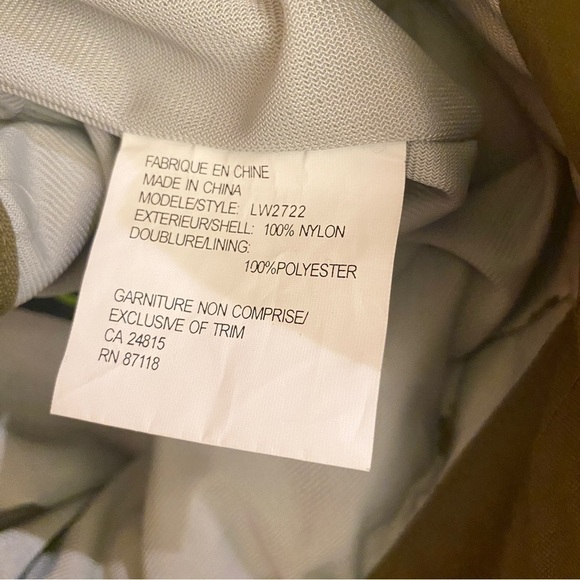 FABRIQUE EN CHINE
MADE IN CHINA
MODELE/STYLE: LW2722
EXTERIEUR/SHELL: 100% NYLON
DOUBLURE/LINING:
100%POLYESTER
GARNITURE NON COMPRISE/
EXCLUSIVE OF TRIM
CA 24815
RN 87118